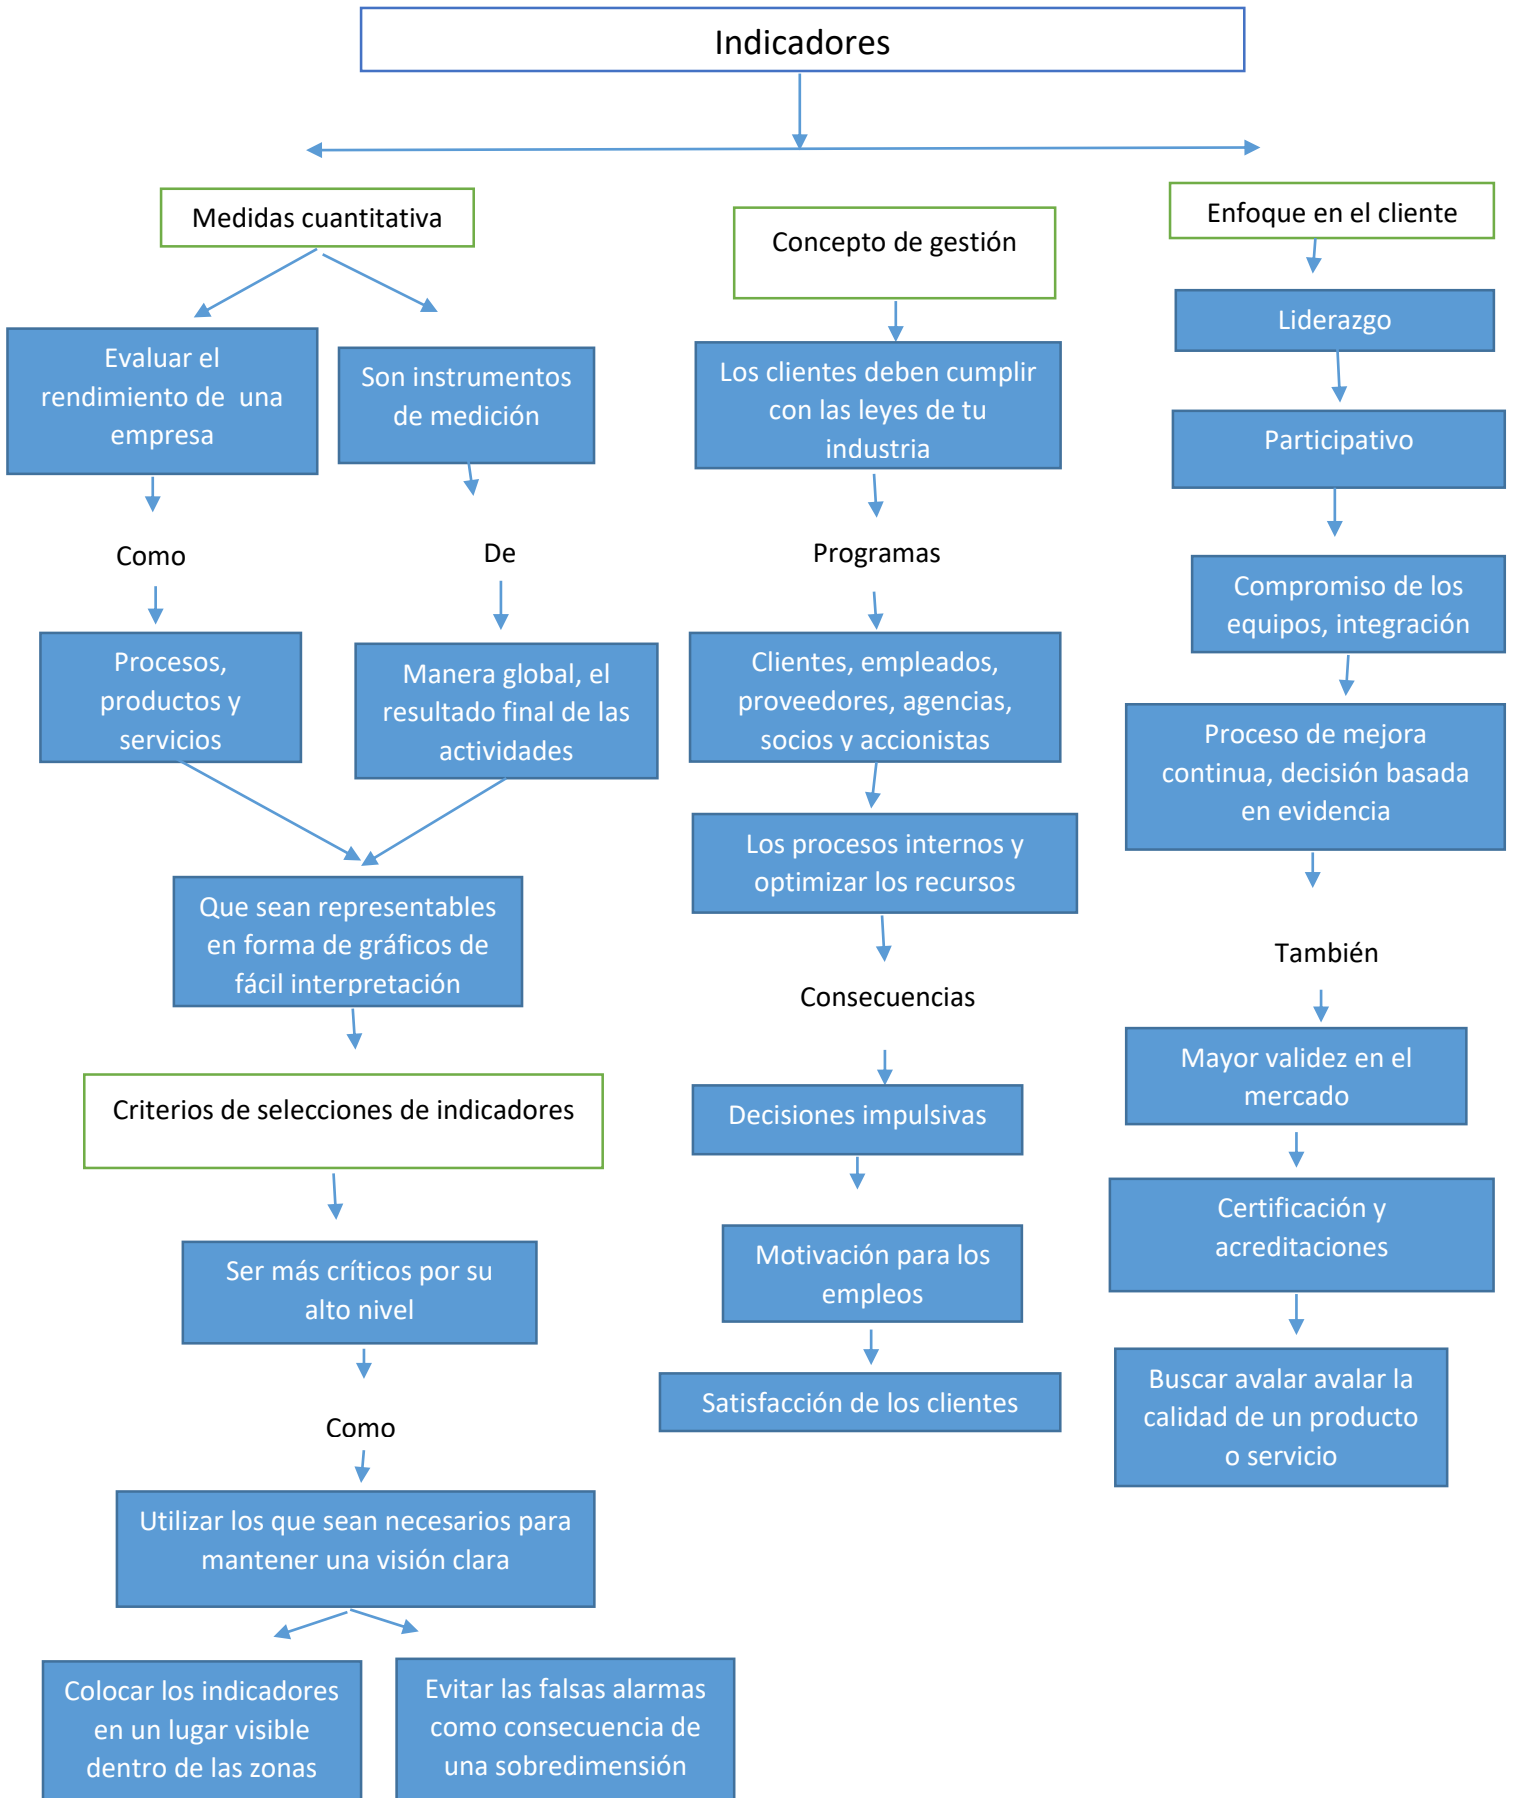 Indicadores
Medidas cuantitativa
Evaluar el
rendimiento de una
empresa
Son instrumentos
de medición
Como
De
Procesos,
productos y
servicios
Manera global, el
resultado final de las
actividades
Que sean representables
en forma de gráficos de
fácil interpretación
Criterios de selecciones de indicadores
Ser más críticos por su
alto nivel
Como
Utilizar los que sean necesarios para
mantener una visión clara
Colocar los indicadores
en un lugar visible
dentro de las zonas
Evitar las falsas alarmas
como consecuencia de
una sobredimensión
Concepto de gestión
Los clientes deben cumplir
con las leyes de tu
industria
Programas
Clientes, empleados,
proveedores, agencias,
socios y accionistas
Los procesos internos y
optimizar los recursos
Consecuencias
Decisiones impulsivas
Motivación para los
empleos
Satisfacción de los clientes
Enfoque en el cliente
Liderazgo
Participativo
Compromiso de los
equipos, integración
Proceso de mejora
continua, decisión basada
en evidencia
También
Mayor validez en el
mercado
Certificación y
acreditaciones
Buscar avalar avalar la
calidad de un producto
o servicio